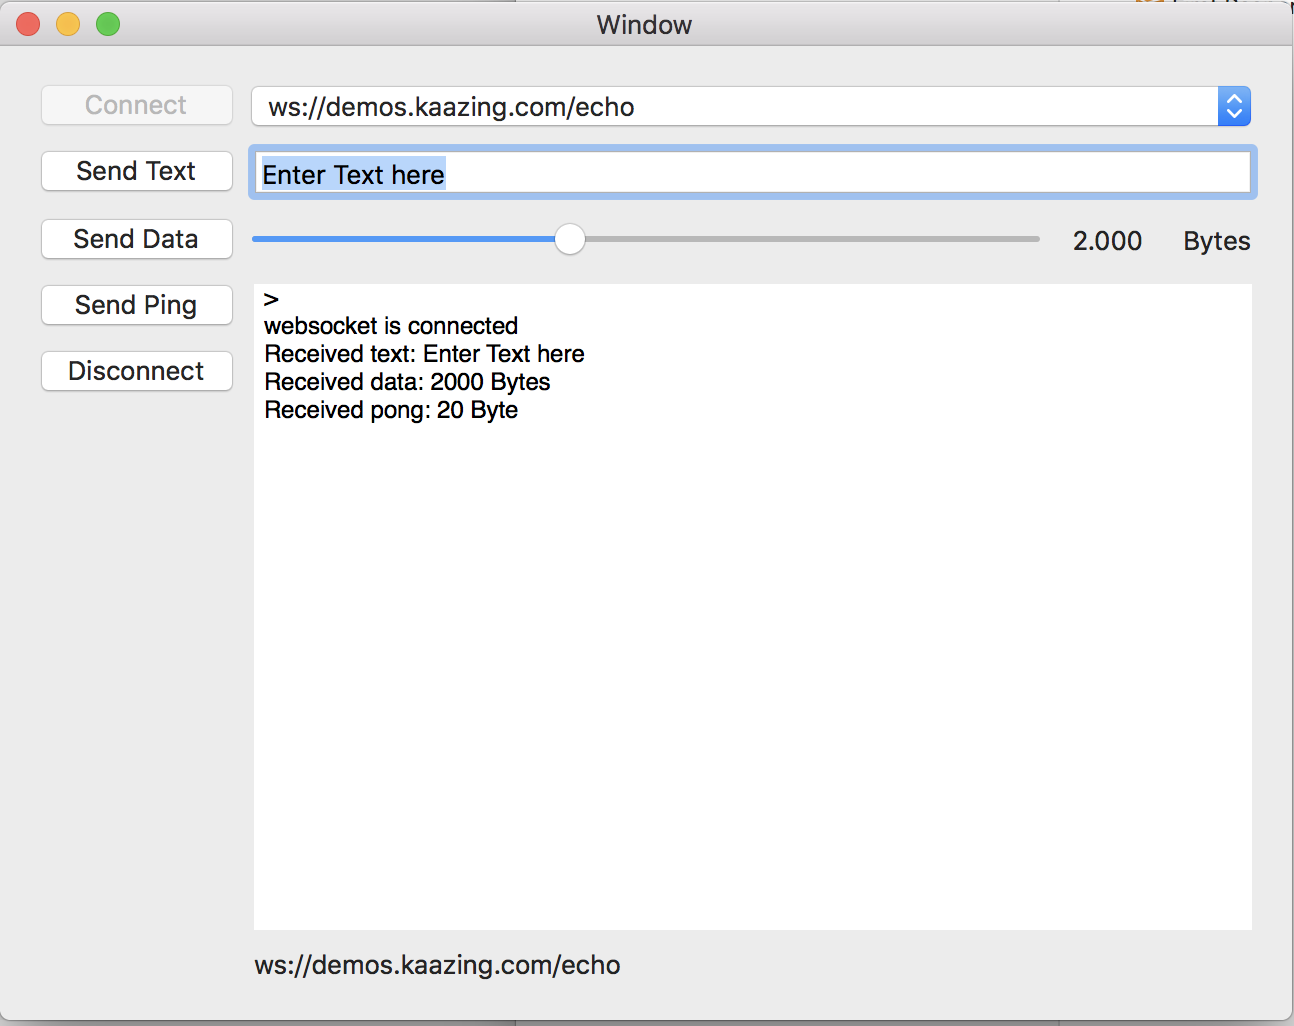 Window
Connect
ws://demos.kaazing.com/echo
Send Text
Enter Text here
Send Data
2.000 Bytes
Send Ping
Disconnect
>
websocket is connected
Received text: Enter Text here
Received data: 2000 Bytes
Received pong: 20 Byte
ws://demos.kaazing.com/echo